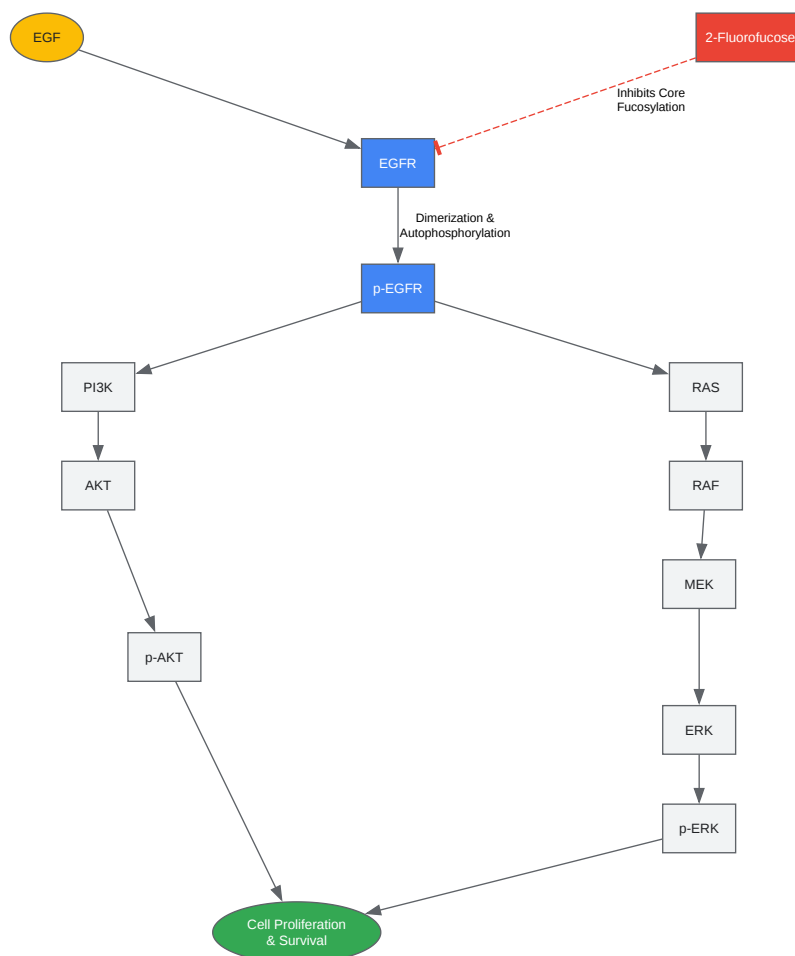 EGF
2-Fluorofucose
Inhibits Core
Fucosylation
EGFR
Dimerization &
Autophosphorylation
p-EGFR
PI3K
RAS
AKT
RAF
MEK
p-AKT
ERK
p-ERK
Cell Proliferation
& Survival